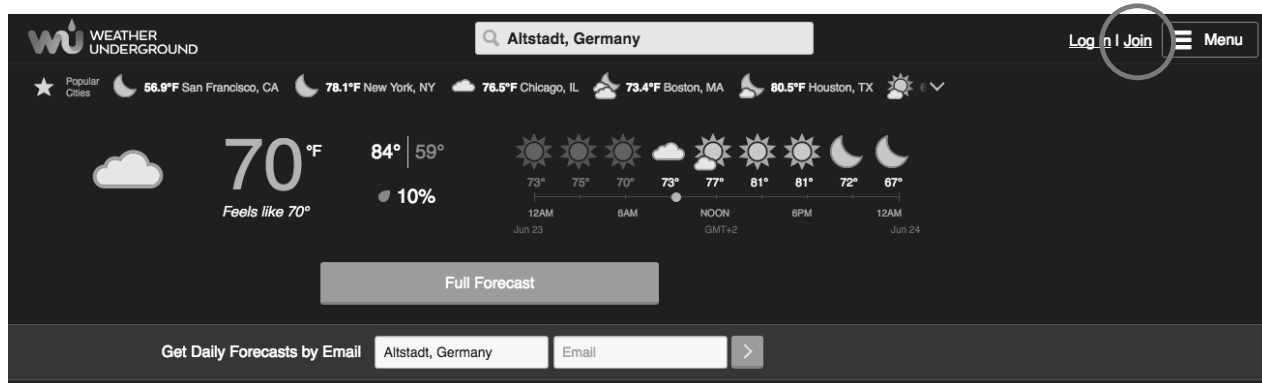 WEATHER
UNDERGROUND
Altstadt, Germany
Log in | Join
Menu
Popular
Cities
56.9°F San Francisco, CA
78.1°F New York, NY
76.5°F Chicago, IL
73.4°F Boston, MA
80.5°F Houston, TX
6
70 °F
84° | 59°
10%
Feels like 70°
73° 75° 70° 73° 77° 81° 81° 72° 67°
12AM 6AM NOON 6PM 12AM
Jun 23 GMT+2 Jun 24
Full Forecast
Get Daily Forecasts by Email Altstadt, Germany Email